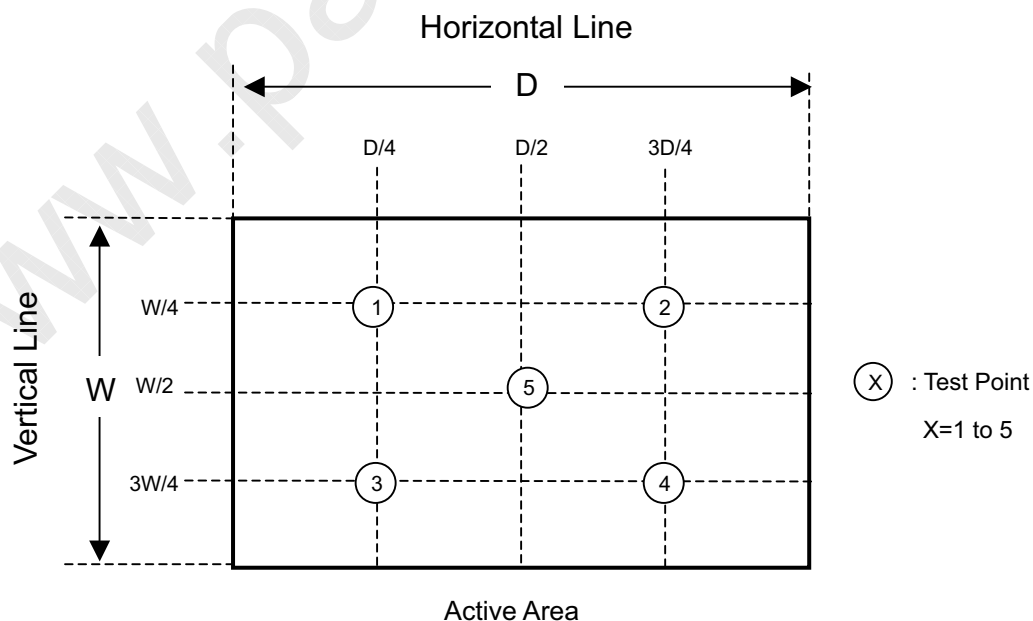 Horizontal Line
D
D/4 D/2 3D/4
W/4 1 2
Vertical Line
W W/2 5
X : Test Point
X=1 to 5
3W/4 3 4
Active Area